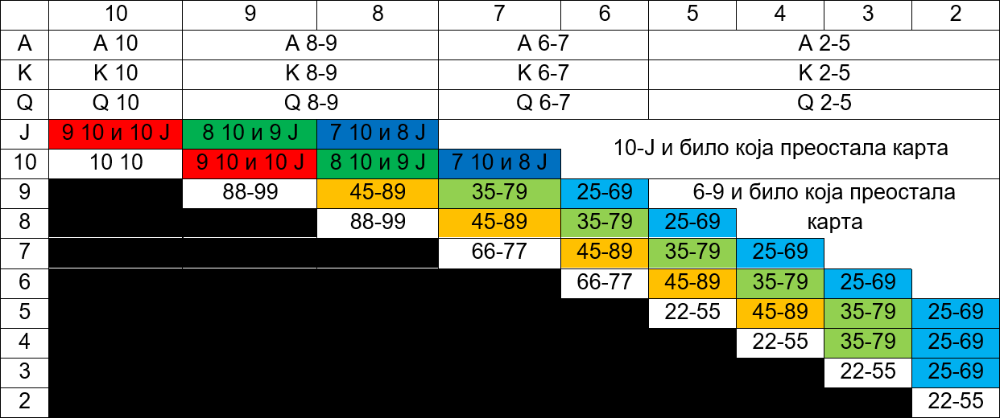 10 9 8 7 6 5 4 3 2
A A 10 A 8-9 A 6-7 A 2-5
K K 10 K 8-9 K 6-7 K 2-5
Q Q 10 Q 8-9 Q 6-7 Q 2-5
J 9 10 и 10 J 8 10 и 9 J 7 10 и 8 J
10-J и било која преостала карта
10 10 10 9 10 и 10 J 8 10 и 9 J 7 10 и 8 J
9 88-99 45-89 35-79 25-69 6-9 и било која преостала
8 88-99 45-89 35-79 25-69 карта
7 66-77 45-89 35-79 25-69
6 66-77 45-89 35-79 25-69
5 22-55 45-89 35-79 25-69
4 22-55 35-79 25-69
3 22-55 25-69
2 22-55